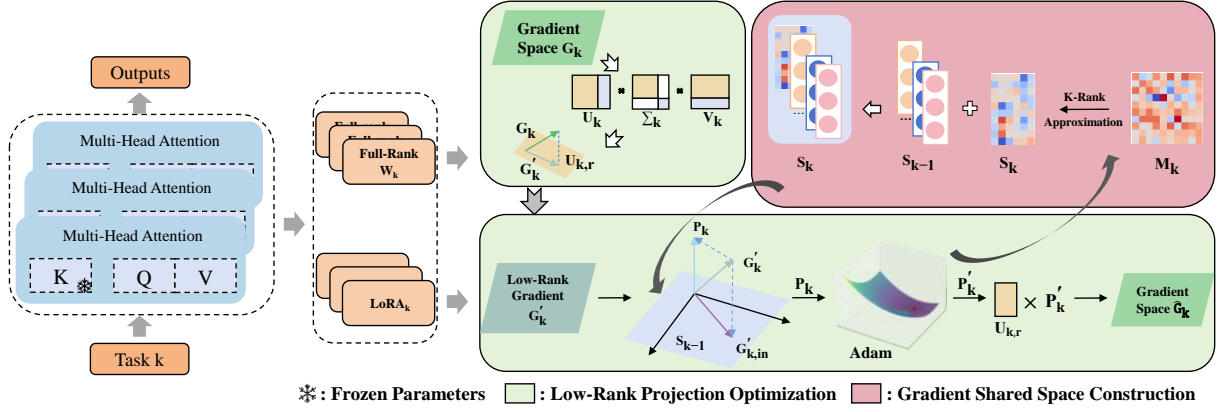 Outputs
Multi-Head Attention
Multi-Head Attention
Multi-Head Attention
K
Q
V
Task k
Full-Rank
W_k
LoRA_k
Gradient
Space G_k
U_k
Σ_k
V_k
G_k
G'_k
U_{k,r}
S_k
...
S_{k-1}
...
S_k
K-Rank
Approximation
M_k
Low-Rank
Gradient
G'_k
P_k
G'_k
S_{k-1}
G'_{k,in}
P_k
Adam
P'_k
U_{k,r}
× P'_k
Gradient
Space Ĝ_k
: Frozen Parameters
: Low-Rank Projection Optimization
: Gradient Shared Space Construction